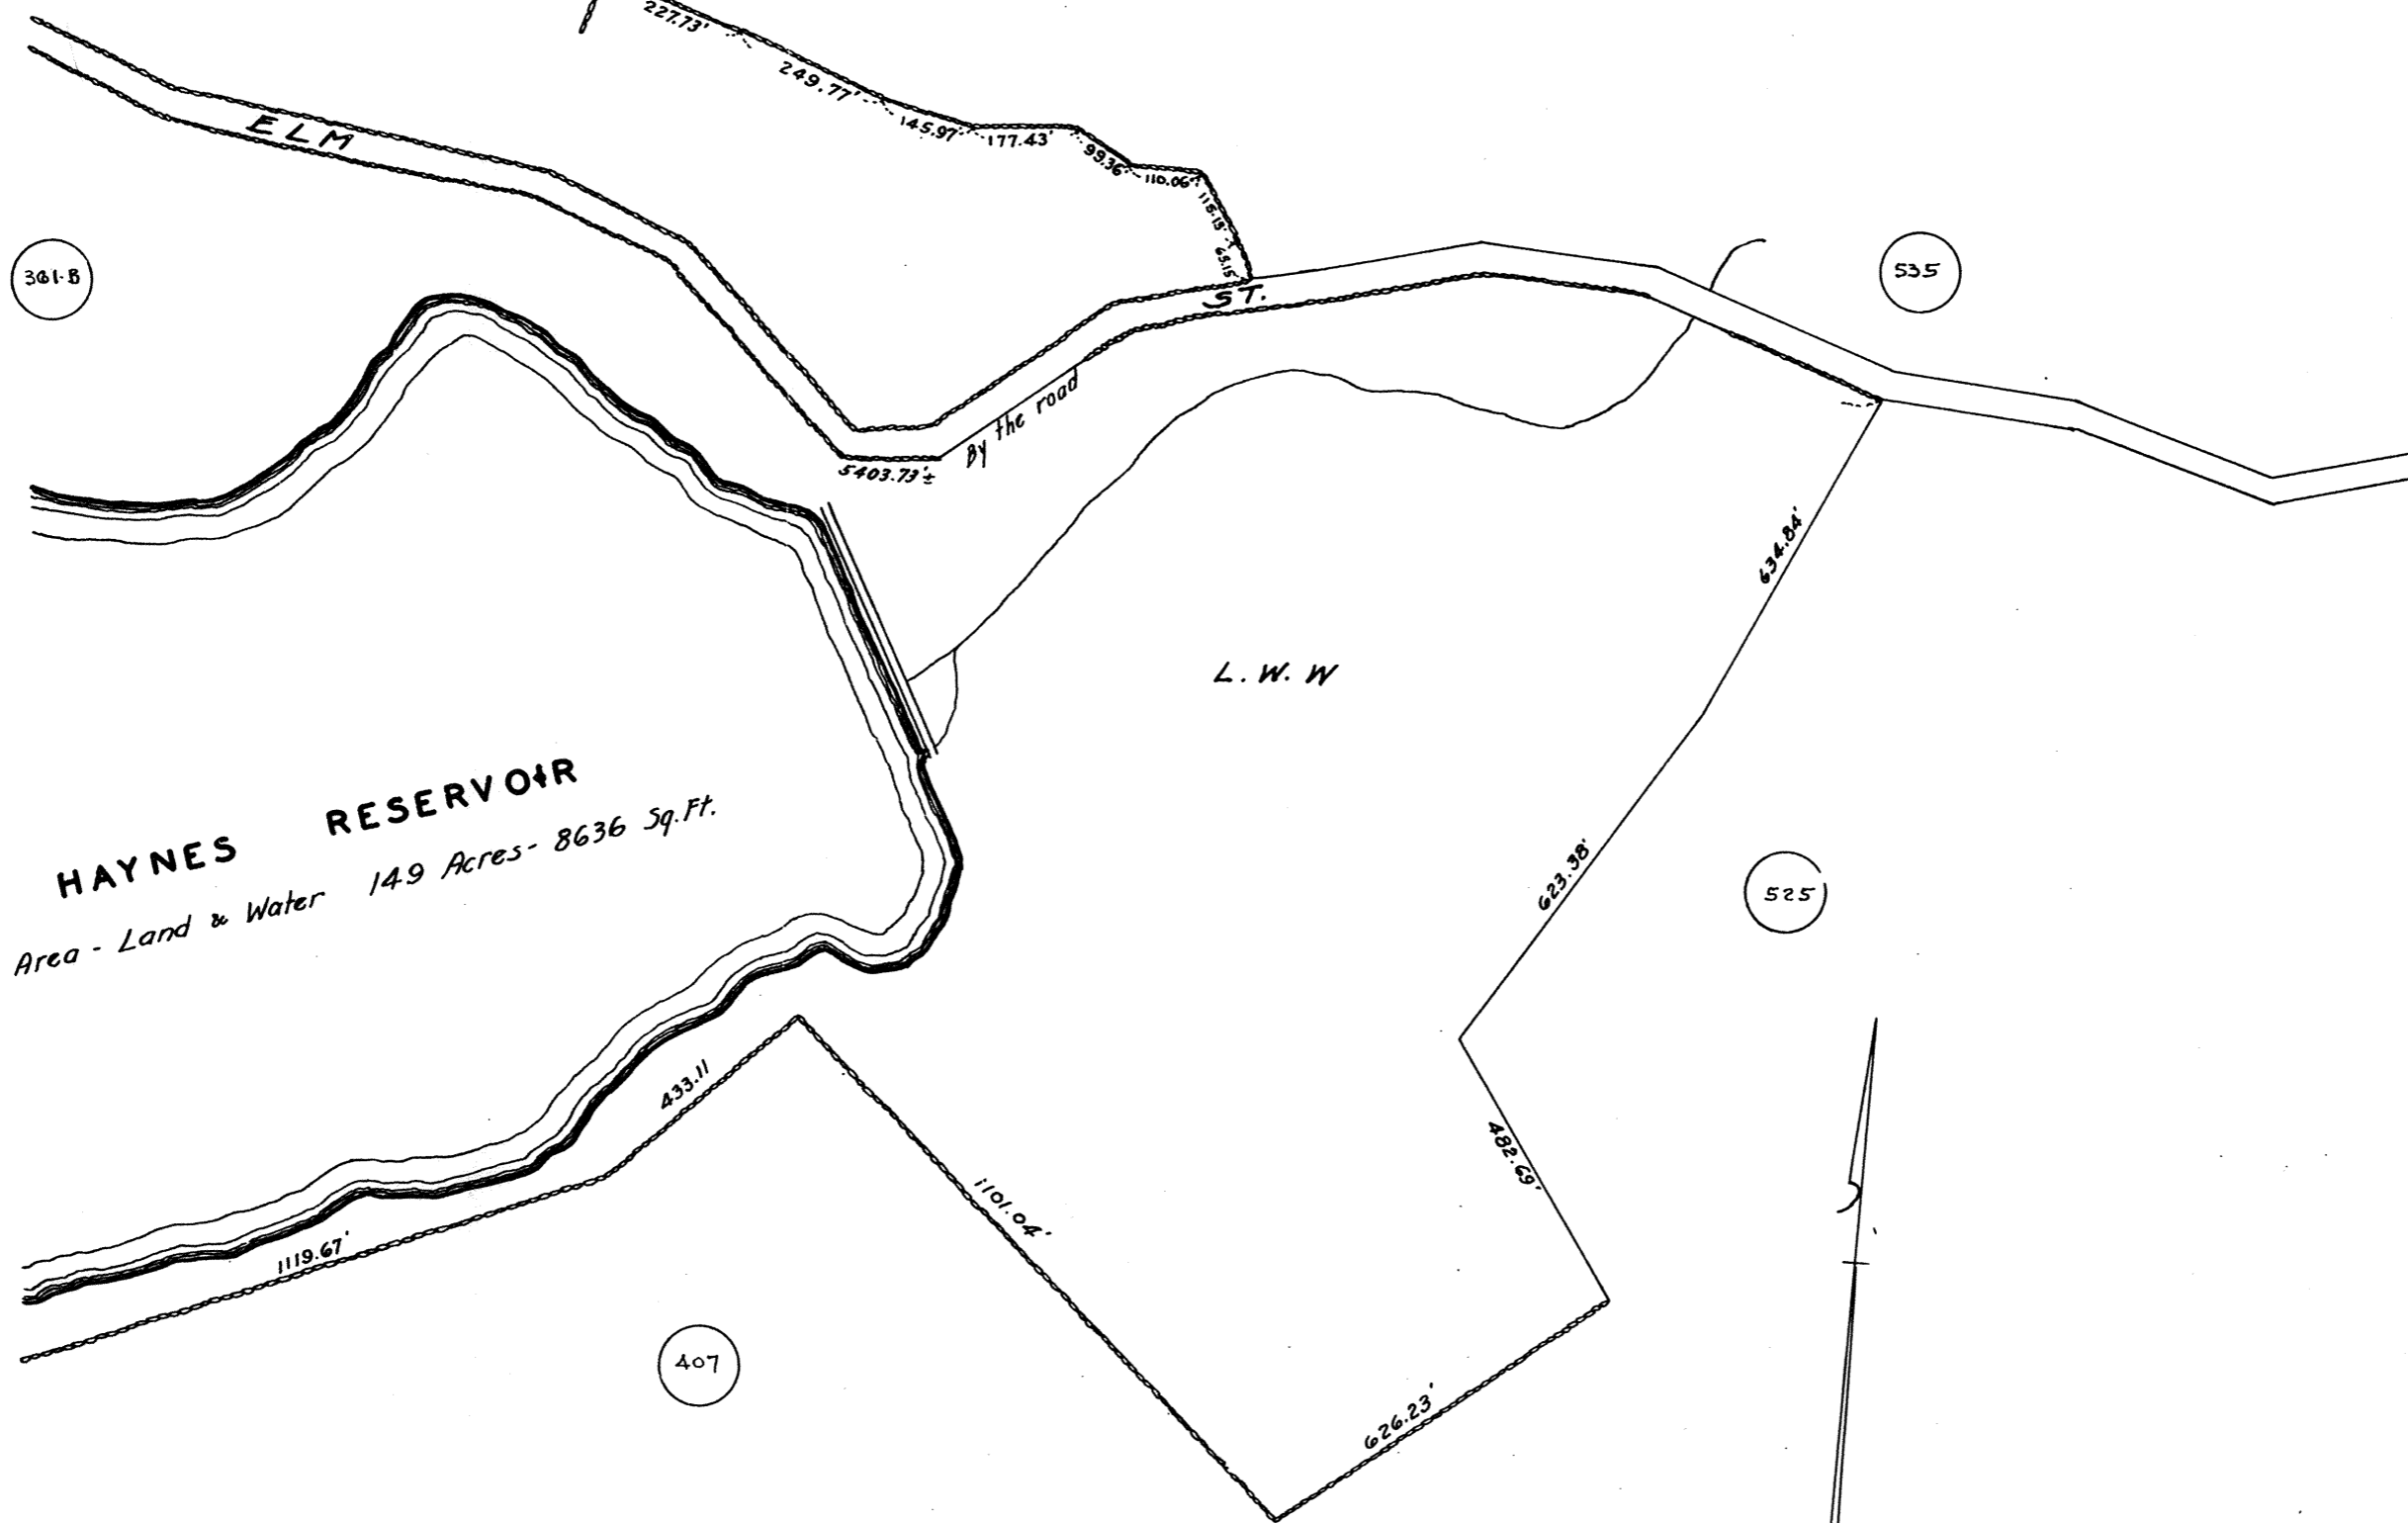 227.73'
249.77'
145.97'
177.43'
99.36'
110.06'
115.15'
65.15'
ELM
ST.
381-B
535
By the road
5403.73'±
634.84'
L. W. W
HAYNES RESERVOIR
Area - Land & Water 149 Acres- 8636 Sq.Ft.
623.38'
525
433.11
482.69'
1101.04'
1119.67'
407
626.23'